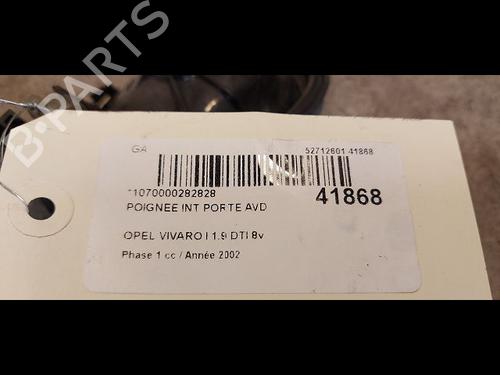 GA 52712601 41868
*1070000282828
41868
POIGNEE INT PORTE AVD
OPEL VIVARO I 1.9 DTI 8v
Phase 1 cc / Année 2002
B-PARTS